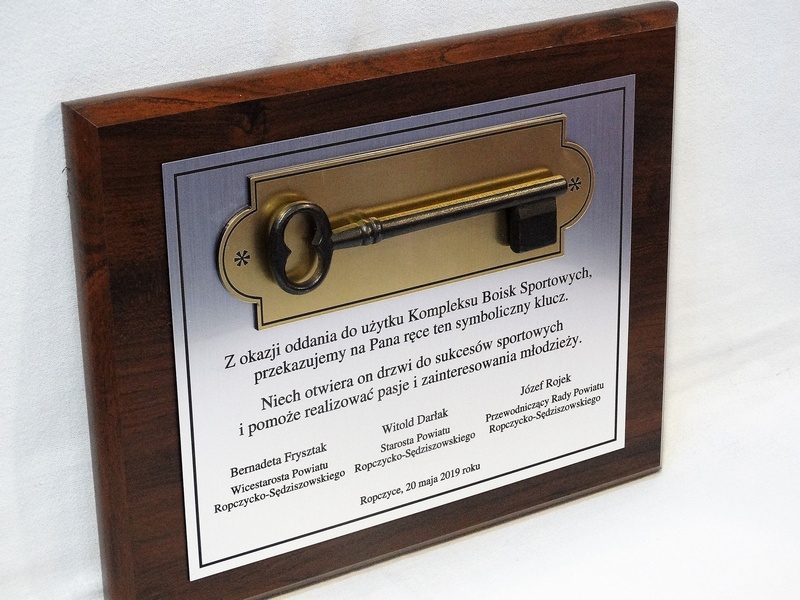 Z okazji oddania do użytku Kompleksu Boisk Sportowych,
przekazujemy na Pana ręce ten symboliczny klucz.
Niech otwiera on drzwi do sukcesów sportowych
i pomoże realizować pasje i zainteresowania młodzieży.
Bernadeta Frysztak
Wicestarosta Powiatu
Ropczycko-Sędziszowskiego
Witold Darłak
Starosta Powiatu
Ropczycko-Sędziszowskiego
Józef Rojek
Przewodniczący Rady Powiatu
Ropczycko-Sędziszowskiego
Ropczyce, 20 maja 2019 roku